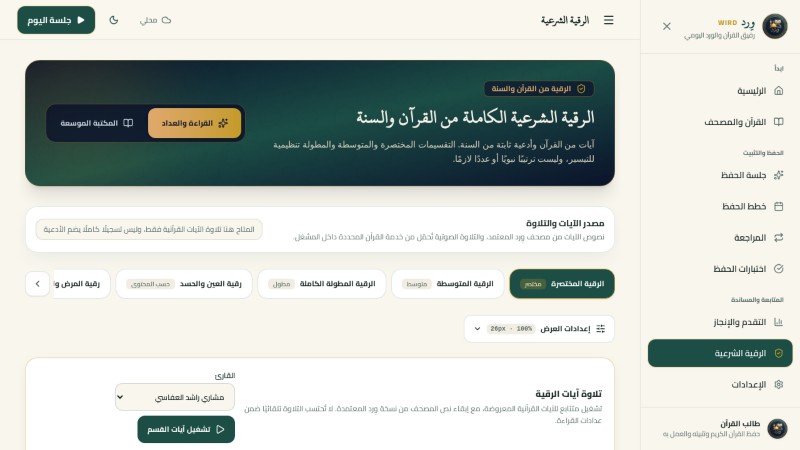 ورد WIRD
رفيق القرآن والورد اليومي
ابدأ
الرئيسية
القرآن والمصحف
الحفظ والتثبيت
جلسة الحفظ
خطط الحفظ
المراجعة
اختبارات الحفظ
المتابعة والمساندة
التقدم والإنجاز
الرقية الشرعية
الإعدادات
طالب القرآن
حفظ القرآن الكريم وتثبيته والعمل به
الرقية الشرعية
محلي
جلسة اليوم
الرقية من القرآن والسنة
الرقية الشرعية الكاملة من القرآن والسنة
آيات من القرآن وأدعية ثابتة من السنة. التقسيمات المختصرة والمتوسطة والمطولة تنظيمية
للتيسير، وليست ترتيبًا نبويًا أو عددًا لازمًا.
القراءة والعداد
المكتبة الموسعة
مصدر الآيات والتلاوة
نصوص الآيات من مصحف ورد المعتمد، والتلاوة الصوتية تُحمّل من خدمة القرآن المحددة داخل المشغل.
المتاح هنا تلاوة الآيات القرآنية فقط، وليس تسجيلًا كاملًا يضم الأدعية
الرقية المختصرة مختصر
الرقية المتوسطة متوسط
الرقية المطولة الكاملة مطول
رقية العين والحسد حسب المحتوى
رقية المرض وا
إعدادات العرض 26px · 100%
تلاوة آيات الرقية
تشغيل متتابع للآيات القرآنية المعروضة، مع إبقاء نص المصحف من نسخة ورد المعتمدة. لا تُحتسب التلاوة تلقائيًا ضمن
عدادات القراءة.
القارئ
مشاري راشد العفاسي
تشغيل آيات القسم